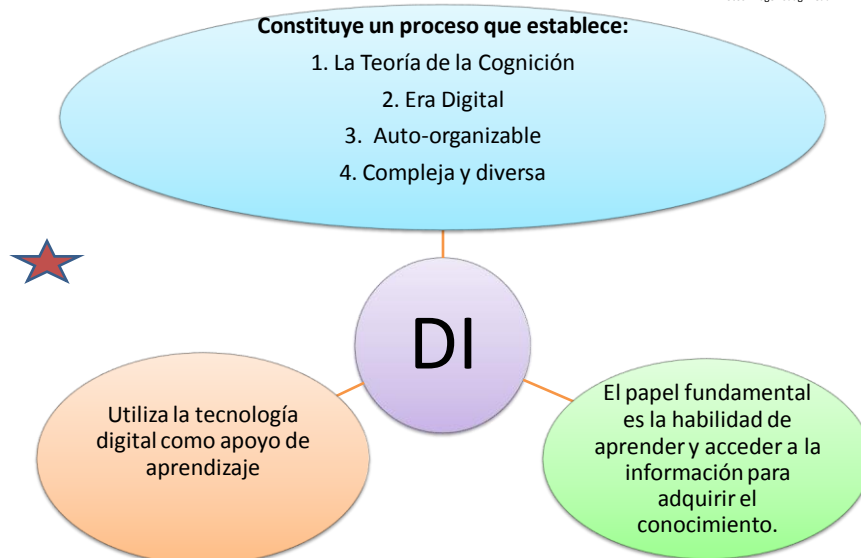 Constituye un proceso que establece:
1. La Teoría de la Cognición
2. Era Digital
3. Auto-organizable
4. Compleja y diversa
DI
Utiliza la tecnología
digital como apoyo de
aprendizaje
El papel fundamental
es la habilidad de
aprender y acceder a la
información para
adquirir el
conocimiento.